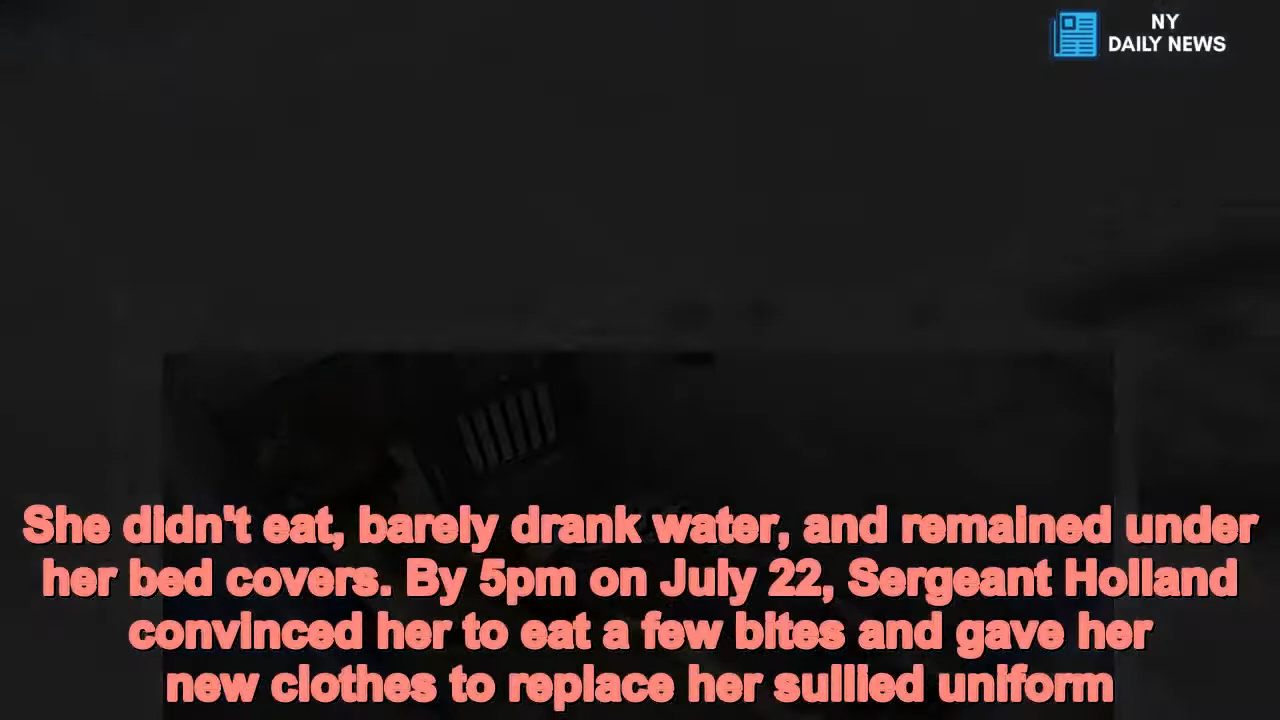 NY
DAILY NEWS
She didn't eat, barely drank water, and remained under
her bed covers. By 5pm on July 22, Sergeant Holland
convinced her to eat a few bites and gave her
new clothes to replace her sullied uniform